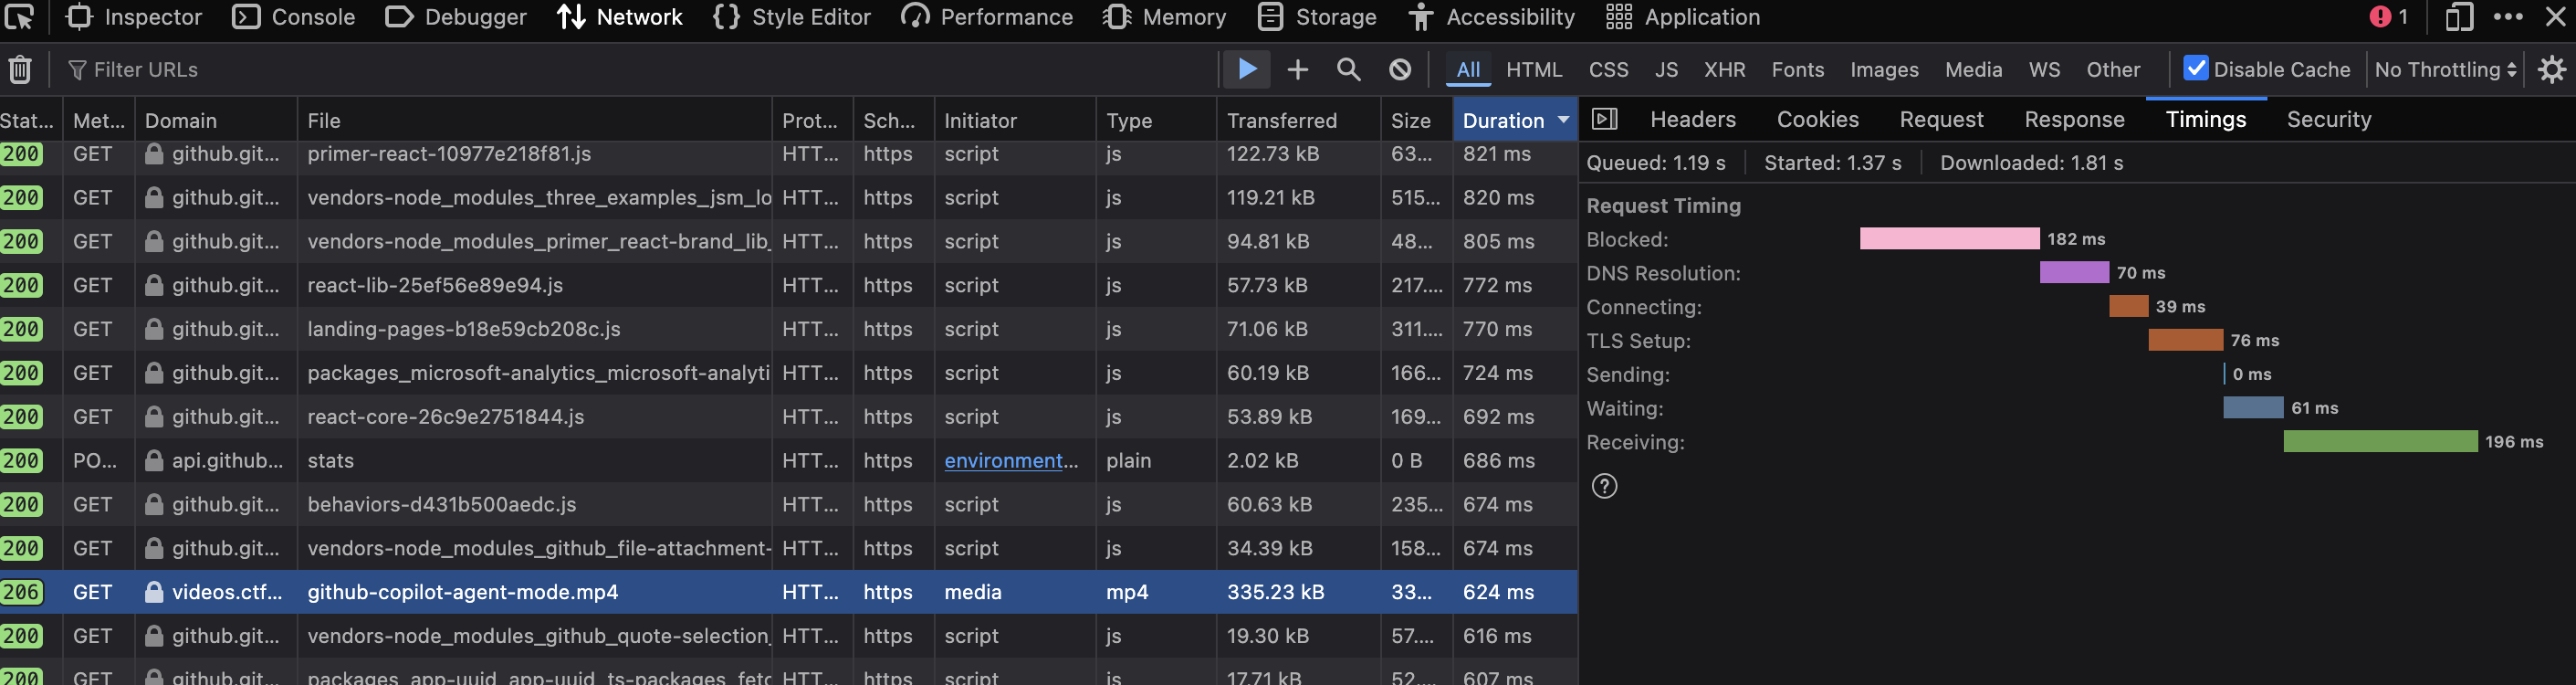 Inspector Console Debugger Network Style Editor Performance Memory Storage Accessibility Application 1
Filter URLs All HTML CSS JS XHR Fonts Images Media WS Other Disable Cache No Throttling
Stat... Met... Domain File Prot... Sch... Initiator Type Transferred Size Duration
200 GET github.git... primer-react-10977e218f81.js HTT... https script js 122.73 kB 63... 821 ms
200 GET github.git... vendors-node_modules_three_examples_jsm_lo HTT... https script js 119.21 kB 515... 820 ms
200 GET github.git... vendors-node_modules_primer_react-brand_lib_ HTT... https script js 94.81 kB 48... 805 ms
200 GET github.git... react-lib-25ef56e89e94.js HTT... https script js 57.73 kB 217.... 772 ms
200 GET github.git... landing-pages-b18e59cb208c.js HTT... https script js 71.06 kB 311.... 770 ms
200 GET github.git... packages_microsoft-analytics_microsoft-analyti HTT... https script js 60.19 kB 166... 724 ms
200 GET github.git... react-core-26c9e2751844.js HTT... https script js 53.89 kB 169... 692 ms
200 PO... api.github... stats HTT... https environment... plain 2.02 kB 0 B 686 ms
200 GET github.git... behaviors-d431b500aedc.js HTT... https script js 60.63 kB 235... 674 ms
200 GET github.git... vendors-node_modules_github_file-attachment- HTT... https script js 34.39 kB 158... 674 ms
206 GET videos.ctf... github-copilot-agent-mode.mp4 HTT... https media mp4 335.23 kB 33... 624 ms
200 GET github.git... vendors-node_modules_github_quote-selection_ HTT... https script js 19.30 kB 57.... 616 ms
200 GET github.git... packages_app-uuid_app-uuid_ts-packages_fetc HTT... https script js 17.71 kB 52... 607 ms
Headers Cookies Request Response Timings Security
Queued: 1.19 s Started: 1.37 s Downloaded: 1.81 s
Request Timing
Blocked: 182 ms
DNS Resolution: 70 ms
Connecting: 39 ms
TLS Setup: 76 ms
Sending: 0 ms
Waiting: 61 ms
Receiving: 196 ms
?